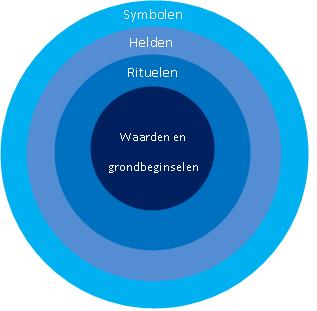 Symbolen
Helden
Rituelen
Waarden en
grondbeginselen